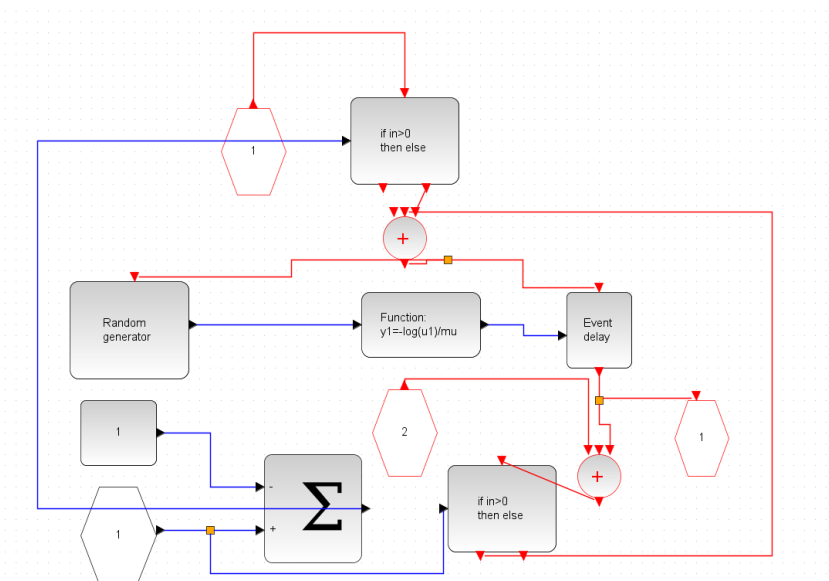 if in>0
then else
1
+
Random
generator
Function:
y1=-log(u1)/mu
Event
delay
1
2
1
+
-
Σ
+
1
if in>0
then else